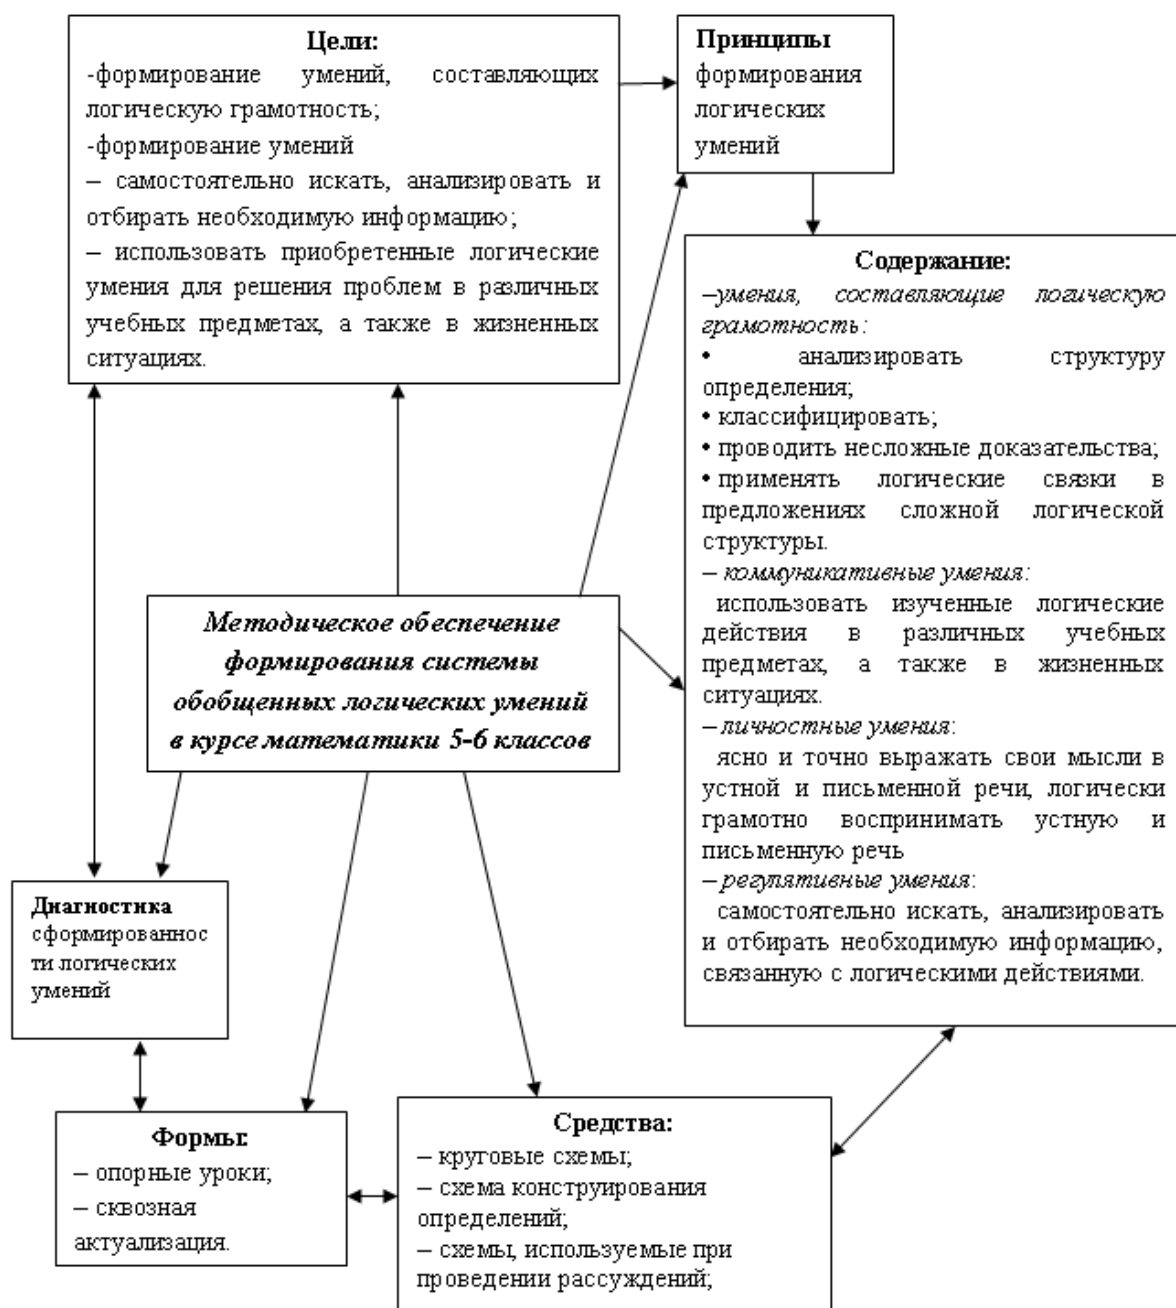 Цели:
-формирование умений, составляющих
логическую грамотность;
-формирование умений
– самостоятельно искать, анализировать и
отбирать необходимую информацию;
– использовать приобретенные логические
умения для решения проблем в различных
учебных предметах, а также в жизненных
ситуациях.
Принципы
формирования
логических
умений
Содержание:
–умения, составляющие логическую
грамотность:
• анализировать структуру
определения;
• классифицировать;
• проводить несложные доказательства;
• применять логические связки в
предложениях сложной логической
структуры.
– коммуникативные умения:
использовать изученные логические
действия в различных учебных
предметах, а также в жизненных
ситуациях.
– личностные умения:
ясно и точно выражать свои мысли в
устной и письменной речи, логически
грамотно воспринимать устную и
письменную речь
– регулятивные умения:
самостоятельно искать, анализировать
и отбирать необходимую информацию,
связанную с логическими действиями.
Методическое обеспечение
формирования системы
обобщенных логических умений
в курсе математики 5-6 классов
Диагностика
сформированнос
ти логических
умений
Формы:
– опорные уроки;
– сквозная
актуализация.
Средства:
– круговые схемы;
– схема конструирования
определений;
– схемы, используемые при
проведении рассуждений;